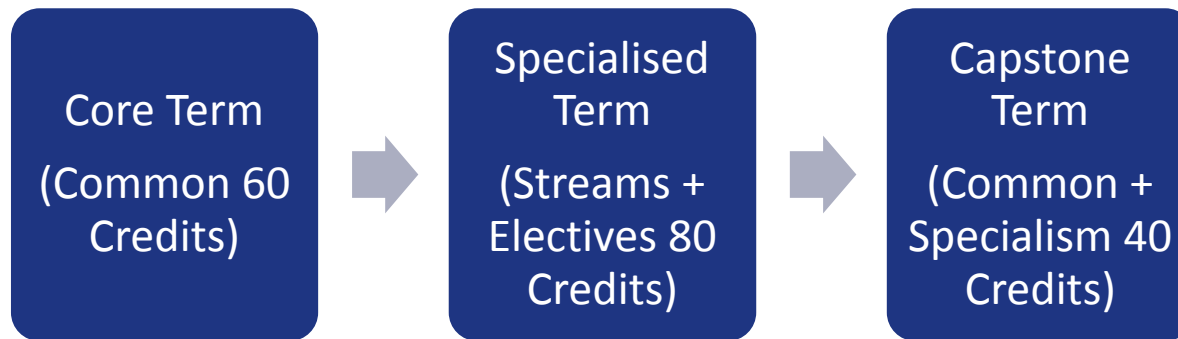 Core Term
(Common 60
Credits)
Specialised
Term
(Streams +
Electives 80
Credits)
Capstone
Term
(Common +
Specialism 40
Credits)